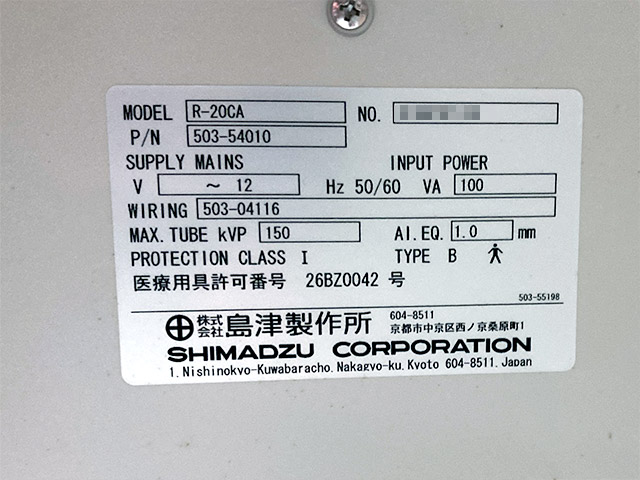 MODEL R-20CA NO.
P/N 503-54010
SUPPLY MAINS INPUT POWER
V ～ 12 Hz 50/60 VA 100
WIRING 503-04116
MAX. TUBE kVP 150 Al.EQ. 1.0 mm
PROTECTION CLASS I TYPE B
医療用具許可番号 26BZ0042 号
503-55198
株式会社 島津製作所 604-8511
京都市中京区西ノ京桑原町1
SHIMADZU CORPORATION
1.Nishinokyo-Kuwabaracho.Nakagyo-ku.Kyoto 604-8511.Japan